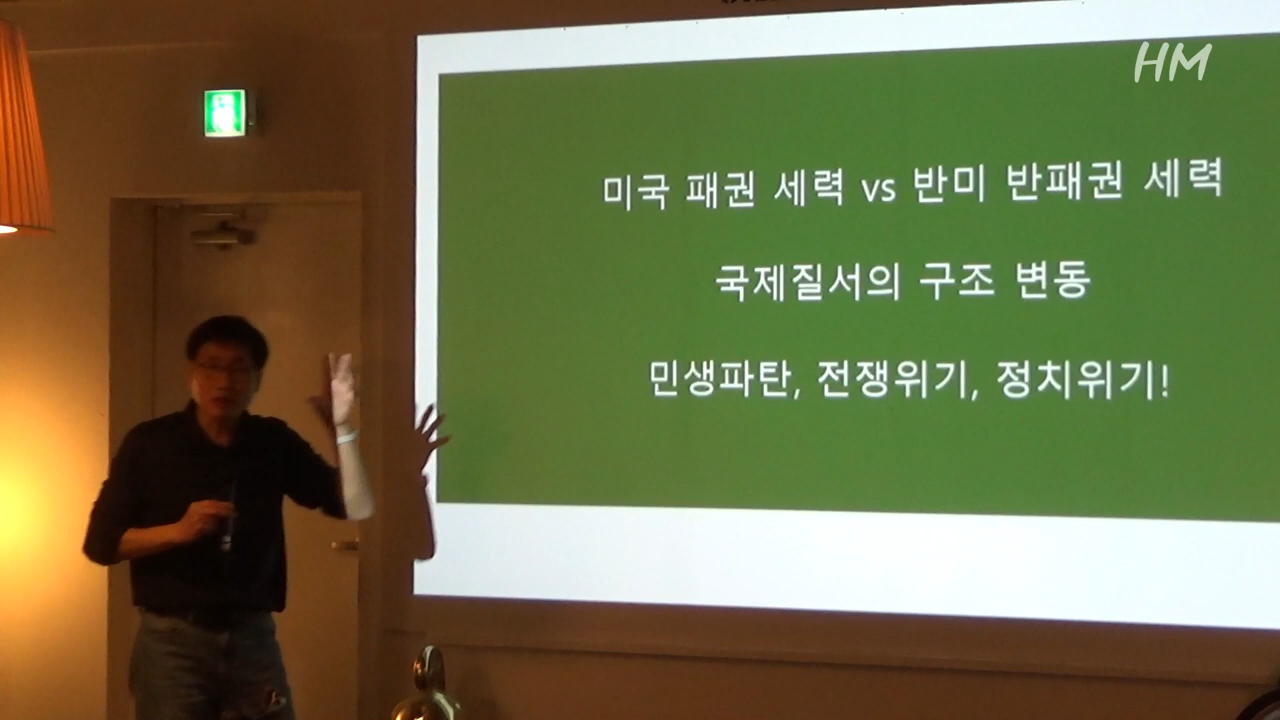 HM
미국 패권 세력 vs 반미 반패권 세력
국제질서의 구조 변동
민생파탄, 전쟁위기, 정치위기!